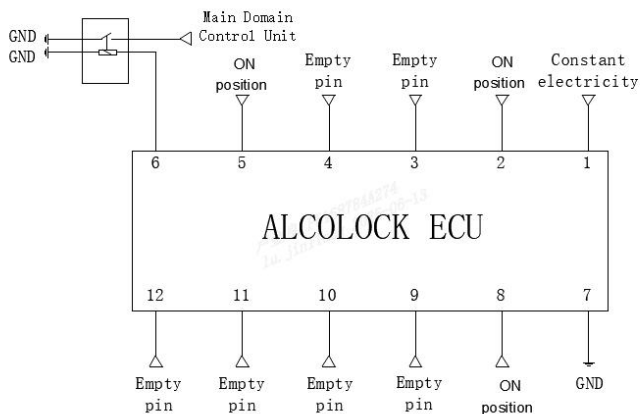 Main Domain
GND
Control Unit
GND
ON
position
Empty
pin
Empty
pin
ON
position
Constant
electricity
6 5 4 3 2 1
ALCOLOCK ECU
12 11 10 9 8 7
Empty
pin
Empty
pin
Empty
pin
Empty
pin
ON
position
GND